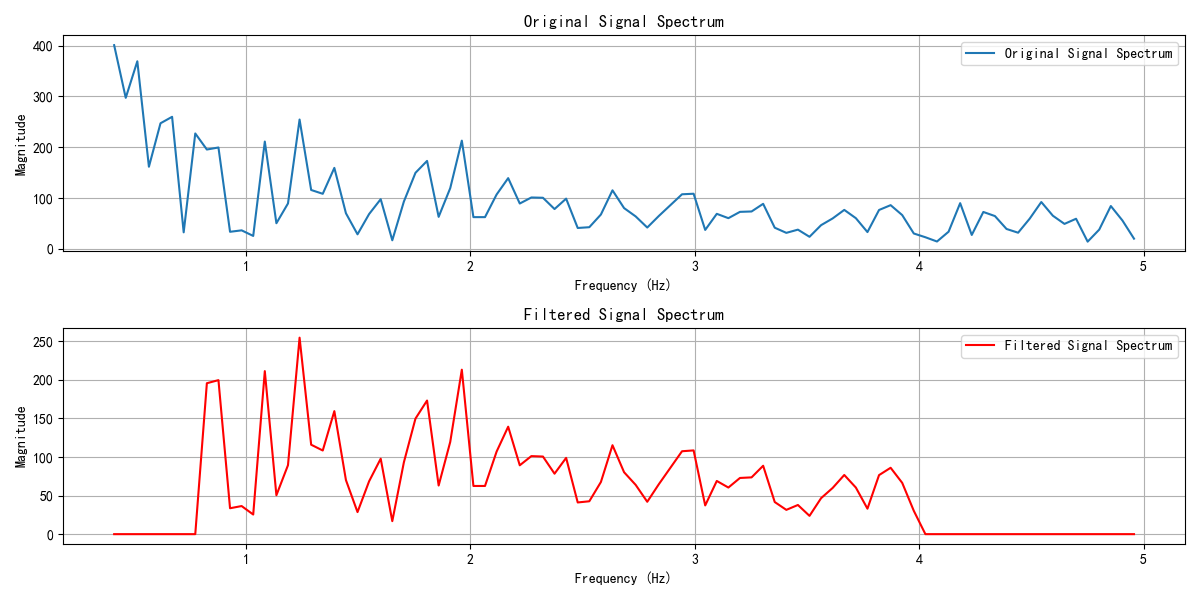 Original Signal Spectrum
Original Signal Spectrum
400
300
200
100
0
Magnitude
1 2 3 4 5
Frequency (Hz)
Filtered Signal Spectrum
Filtered Signal Spectrum
250
200
150
100
50
0
Magnitude
1 2 3 4 5
Frequency (Hz)